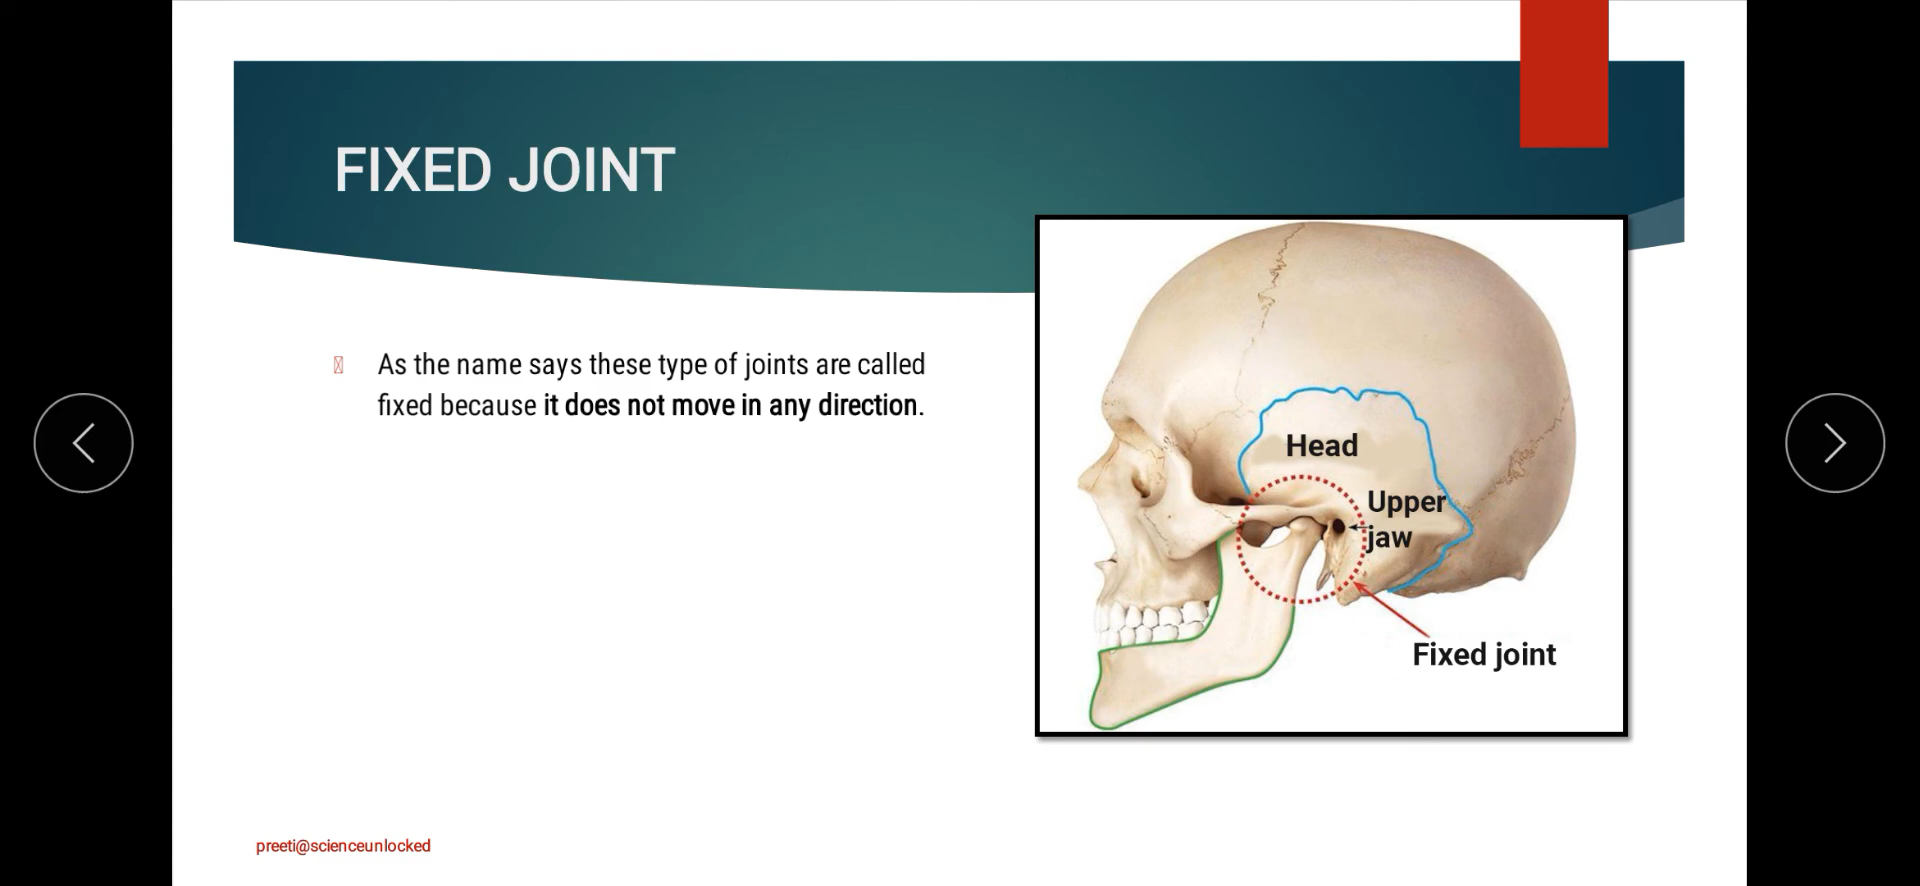 FIXED JOINT
As the name says these type of joints are called
fixed because it does not move in any direction.
Head
Upper
jaw
Fixed joint
preeti@scienceunlocked